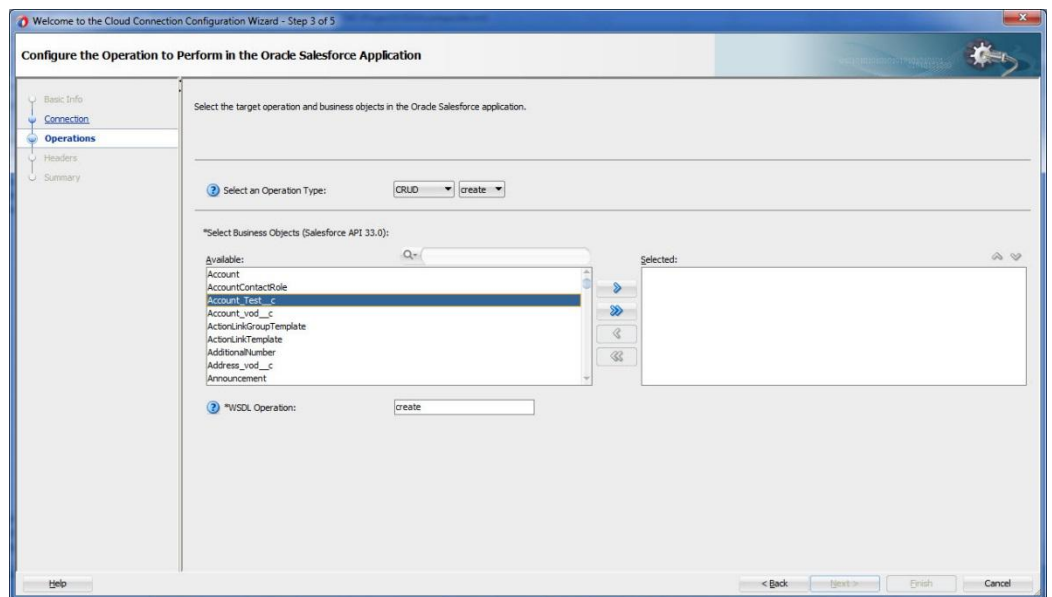 Welcome to the Cloud Connection Configuration Wizard - Step 3 of 5
Configure the Operation to Perform in the Oracle Salesforce Application
Basic Info
Connection
Operations
Headers
Summary
Select the target operation and business objects in the Oracle Salesforce application.
Select an Operation Type: CRUD create
*Select Business Objects (Salesforce API 33.0):
Available:
Selected:
Account
AccountContactRole
Account_Test__c
Account_vod__c
ActionLinkGroupTemplate
ActionLinkTemplate
AdditionalNumber
Address_vod__c
Announcement
*WSDL Operation: create
Help
< Back Next > Finish Cancel